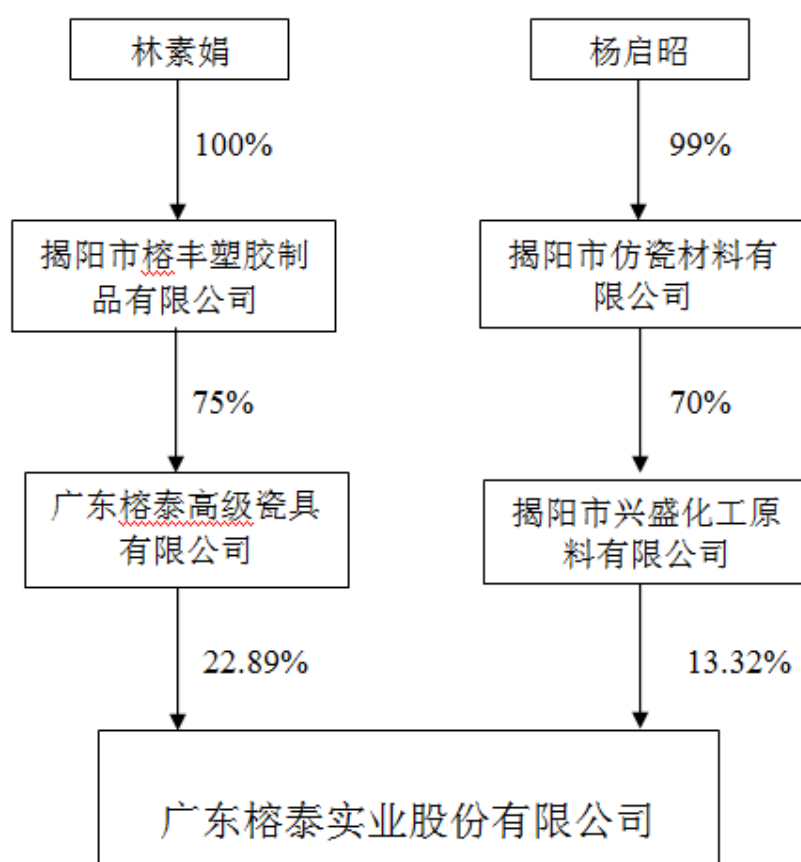 林素娟
杨启昭
100%
99%
揭阳市榕丰塑胶制
品有限公司
揭阳市仿瓷材料有
限公司
75%
70%
广东榕泰高级瓷具
有限公司
揭阳市兴盛化工原
料有限公司
22.89%
13.32%
广东榕泰实业股份有限公司